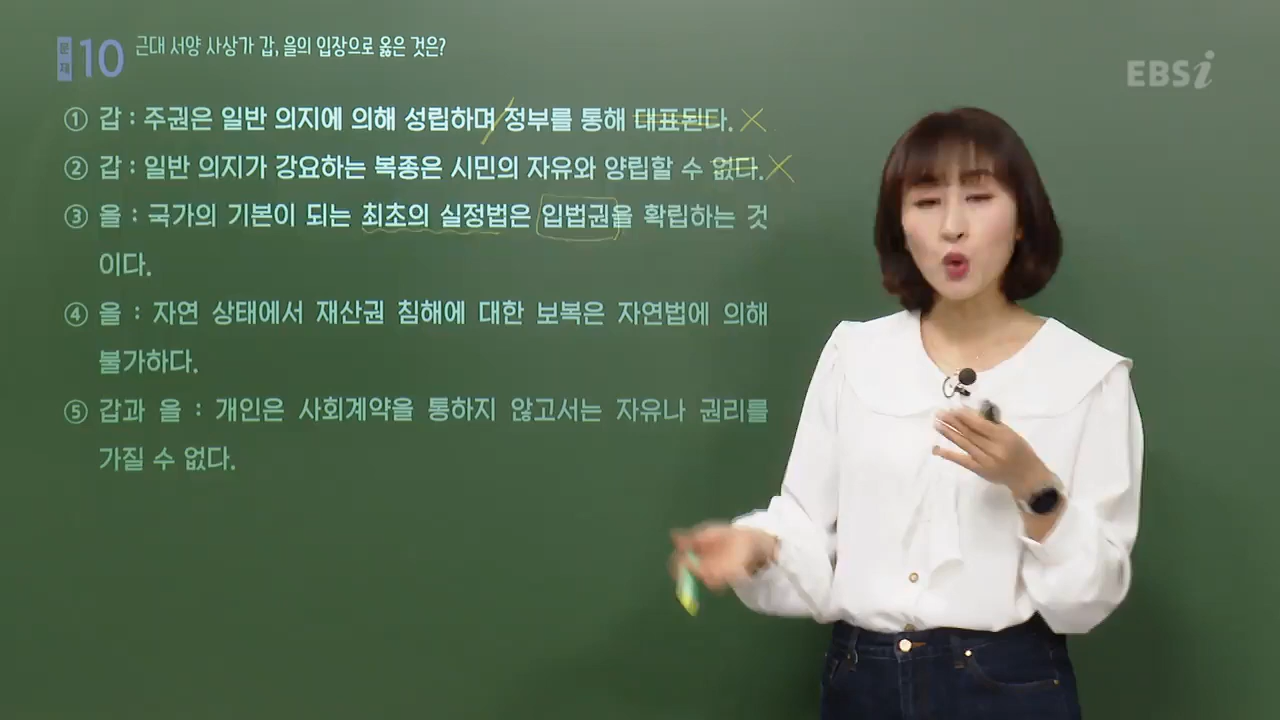 문제 10 근대 서양 사상가 갑, 을의 입장으로 옳은 것은?
EBSi
① 갑 : 주권은 일반 의지에 의해 성립하며 정부를 통해 대표된다.
② 갑 : 일반 의지가 강요하는 복종은 시민의 자유와 양립할 수 없다.
③ 을 : 국가의 기본이 되는 최초의 실정법은 입법권을 확립하는 것
이다.
④ 을 : 자연 상태에서 재산권 침해에 대한 보복은 자연법에 의해
불가하다.
⑤ 갑과 을 : 개인은 사회계약을 통하지 않고서는 자유나 권리를
가질 수 없다.